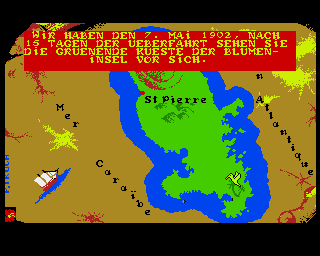 WIR HABEN DEN 7. MAI 1902, NACH
15 TAGEN DER UEBERFAHRT SEHEN SIE
DIE GRUENENDE KUESTE DER BLUMEN-
INSEL VOR SICH.
St Pierre
Mer
Caraïbe
Atlantique